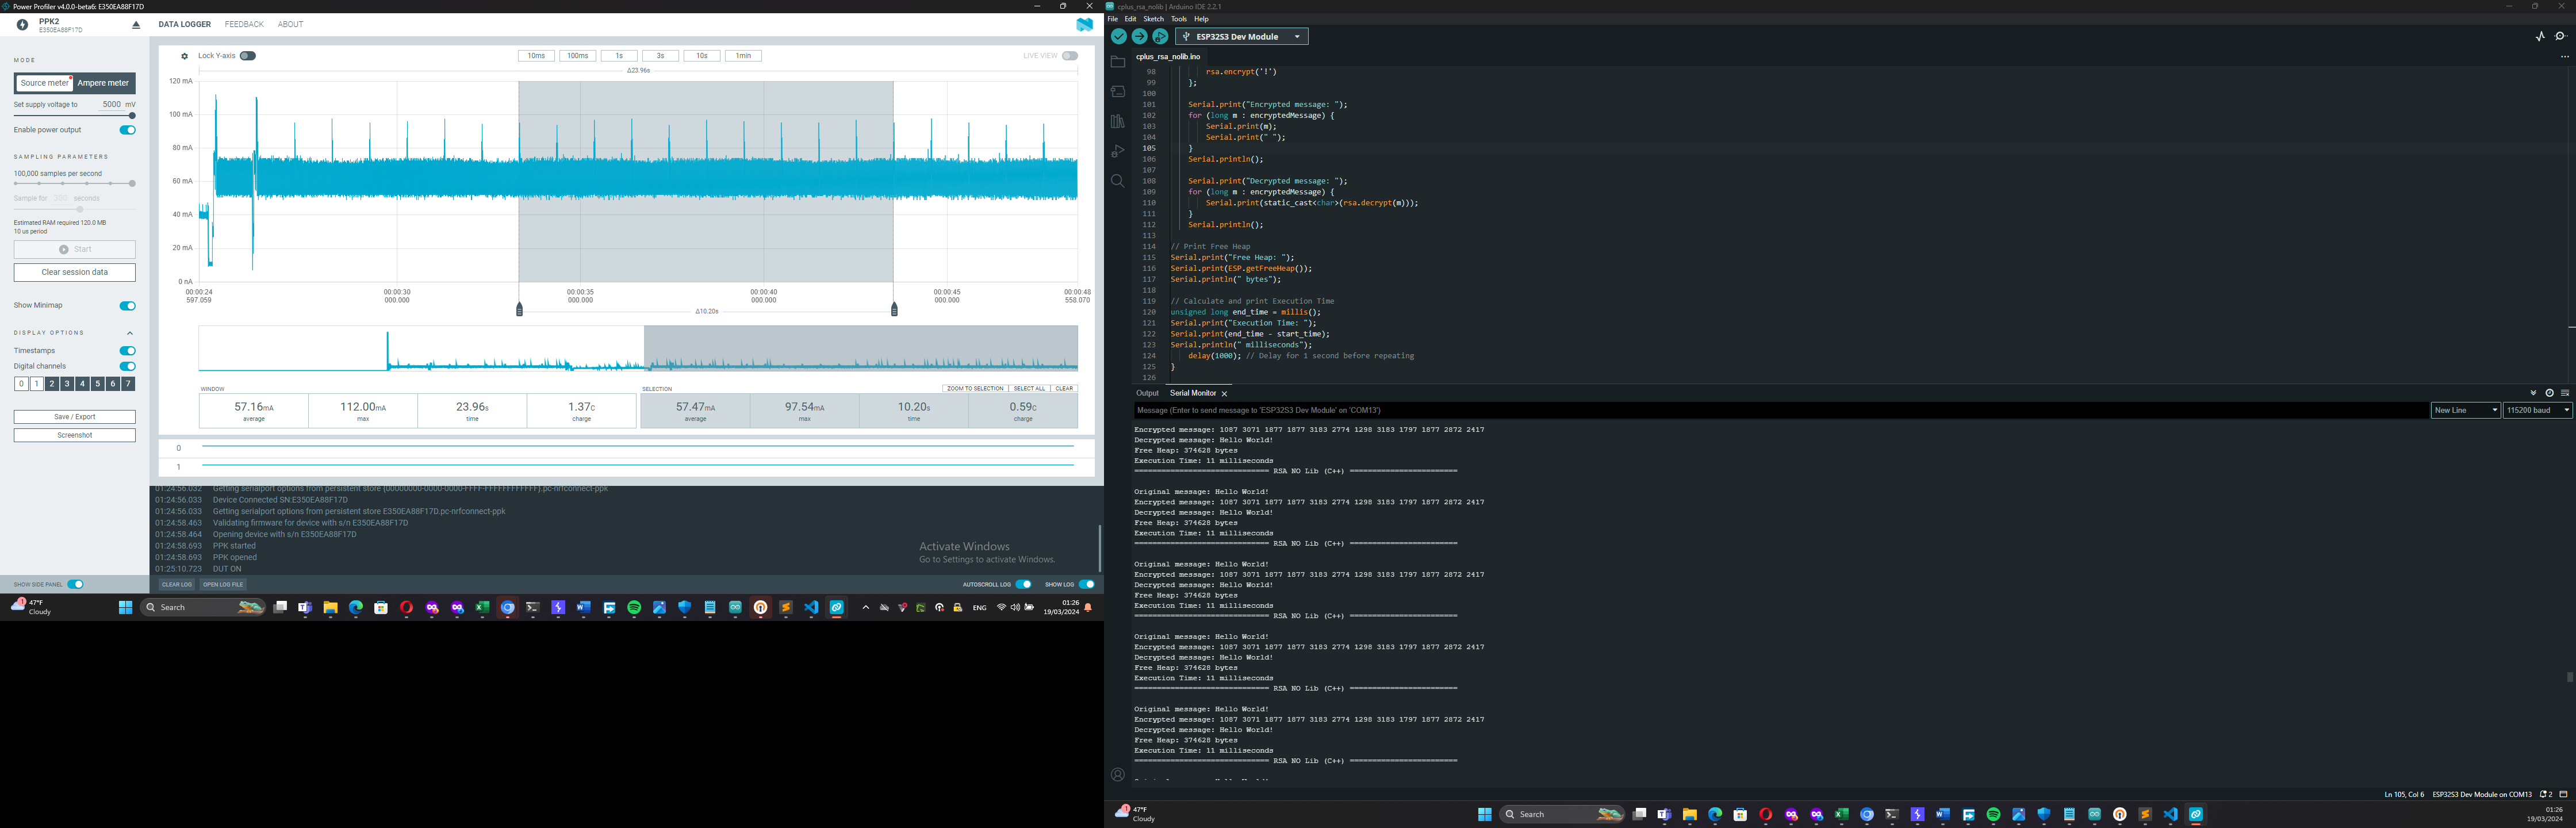 Power Profiler v4.0.0-beta6: E350EA88F17D
PPK2
E350EA88F17D
DATA LOGGER
FEEDBACK
ABOUT
MODE
Source meter
Ampere meter
Set supply voltage to 5000 mV
Enable power output
SAMPLING PARAMETERS
100,000 samples per second
Sample for
seconds
Estimated RAM required 120.0 MB
10 us period
Start
Clear session data
Show Minimap
DISPLAY OPTIONS
Timestamps
Digital channels
0 1 2 3 4 5 6 7
Save / Export
Screenshot
SHOW SIDE PANEL
Lock Y-axis
10ms 100ms 1s 3s 10s 1min
LIVE VIEW
Δ23.96s
120 mA
100 mA
80 mA
60 mA
40 mA
20 mA
0 nA
00:00:24 00:00:30 00:00:35 00:00:40 00:00:45 00:00:48
597.059 000.000 000.000 000.000 000.000 558.070
Δ10.20s
WINDOW
SELECTION
ZOOM TO SELECTION SELECT ALL CLEAR
57.16mA 112.00mA 23.96s 1.37C 57.47mA 97.54mA 10.20s 0.59C
average max time charge average max time charge
0
1
01:24:56.032 Getting serialport options from persistent store {00000000-0000-0000-FFFF-FFFFFFFFFFFF}.pc-nrfconnect-ppk
01:24:56.033 Device Connected SN:E350EA88F17D
01:24:56.033 Getting serialport options from persistent store E350EA88F17D.pc-nrfconnect-ppk
01:24:58.463 Validating firmware for device with s/n E350EA88F17D
01:24:58.464 Opening device with s/n E350EA88F17D
01:24:58.693 PPK started
01:24:58.693 PPK opened
01:25:10.723 DUT ON
Activate Windows
Go to Settings to activate Windows.
CLEAR LOG
OPEN LOG FILE
AUTOSCROLL LOG
SHOW LOG
1
47°F
Cloudy
Search
ENG
01:26
19/03/2024
cplus_rsa_nolib | Arduino IDE 2.2.1
File Edit Sketch Tools Help
ESP32S3 Dev Module
cplus_rsa_nolib.ino
98 rsa.encrypt('!')
99 };
100
101 Serial.print("Encrypted message: ");
102 for (long m : encryptedMessage) {
103 Serial.print(m);
104 Serial.print(" ");
105 }
106 Serial.println();
107
108 Serial.print("Decrypted message: ");
109 for (long m : encryptedMessage) {
110 Serial.print(static_cast<char>(rsa.decrypt(m)));
111 }
112 Serial.println();
113
114 // Print Free Heap
115 Serial.print("Free Heap: ");
116 Serial.print(ESP.getFreeHeap());
117 Serial.println(" bytes");
118
119 // Calculate and print Execution Time
120 unsigned long end_time = millis();
121 Serial.print("Execution Time: ");
122 Serial.print(end_time - start_time);
123 Serial.println(" milliseconds");
124 delay(1000); // Delay for 1 second before repeating
125 }
126
Output Serial Monitor
Message (Enter to send message to 'ESP32S3 Dev Module' on 'COM13')
New Line
115200 baud
Encrypted message: 1087 3071 1877 1877 3183 2774 1298 3183 1797 1877 2872 2417
Decrypted message: Hello World!
Free Heap: 374628 bytes
Execution Time: 11 milliseconds
============================== RSA NO Lib (C++) ========================
Original message: Hello World!
Encrypted message: 1087 3071 1877 1877 3183 2774 1298 3183 1797 1877 2872 2417
Decrypted message: Hello World!
Free Heap: 374628 bytes
Execution Time: 11 milliseconds
============================== RSA NO Lib (C++) ========================
Original message: Hello World!
Encrypted message: 1087 3071 1877 1877 3183 2774 1298 3183 1797 1877 2872 2417
Decrypted message: Hello World!
Free Heap: 374628 bytes
Execution Time: 11 milliseconds
============================== RSA NO Lib (C++) ========================
Original message: Hello World!
Encrypted message: 1087 3071 1877 1877 3183 2774 1298 3183 1797 1877 2872 2417
Decrypted message: Hello World!
Free Heap: 374628 bytes
Execution Time: 11 milliseconds
============================== RSA NO Lib (C++) ========================
Original message: Hello World!
Encrypted message: 1087 3071 1877 1877 3183 2774 1298 3183 1797 1877 2872 2417
Decrypted message: Hello World!
Free Heap: 374628 bytes
Execution Time: 11 milliseconds
============================== RSA NO Lib (C++) ========================
Ln 105, Col 6 ESP32S3 Dev Module on COM13 2
1
47°F
Cloudy
Search
01:26
19/03/2024